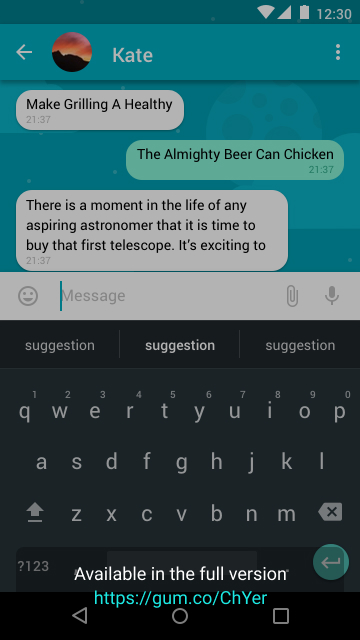 12:30
Kate
Make Grilling A Healthy
21:37
The Almighty Beer Can Chicken
21:37
There is a moment in the life of any
aspiring astronomer that it is time to
buy that first telescope. It's exciting to
21:37
Message
suggestion suggestion suggestion
1 2 3 4 5 6 7 8 9 0
q w e r t y u i o p
a s d f g h j k l
z x c v b n m
?123
Available in the full version
https://gum.co/ChYer